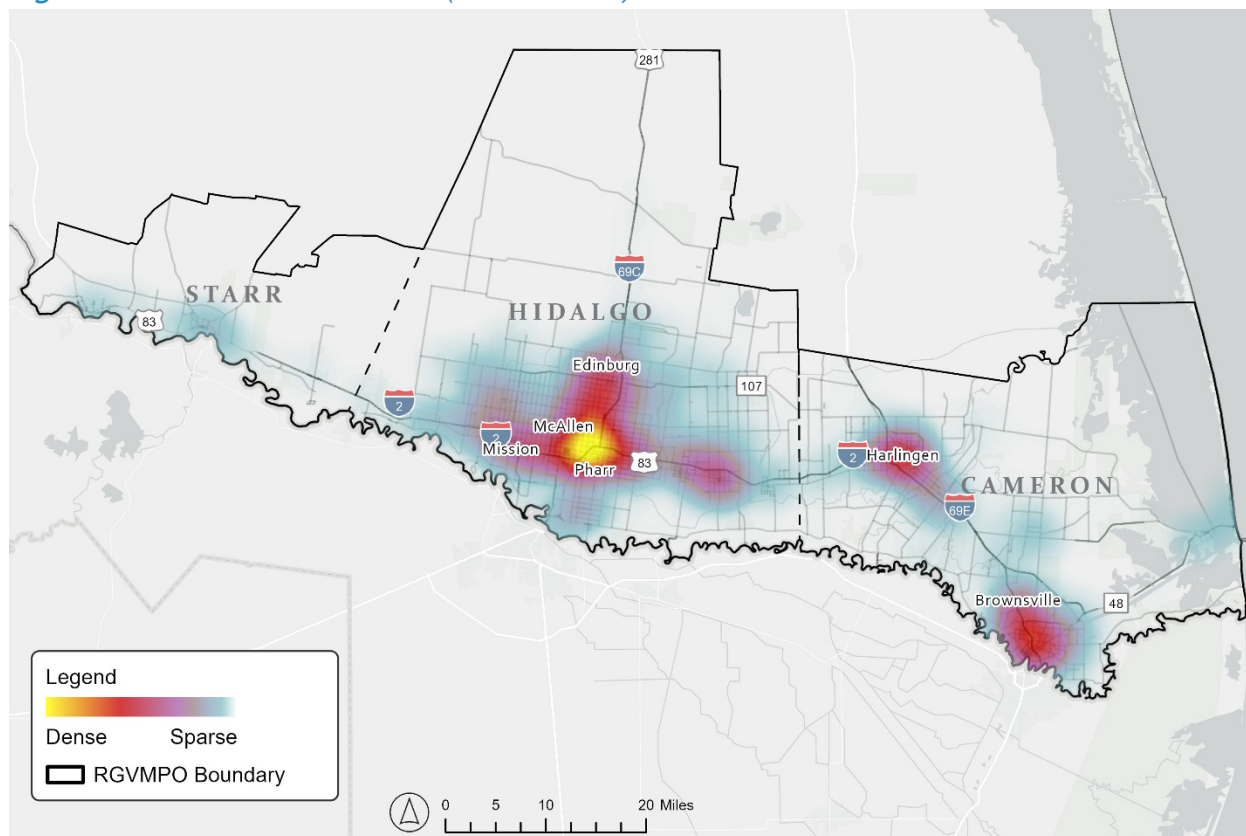 281
69C
STARR
HIDALGO
83
Edinburg
107
2
McAllen
2
Mission
Pharr
83
2
Harlingen
CAMERON
69E
Brownsville
48
Legend
Dense
Sparse
RGVMPO Boundary
0 5 10 20 Miles